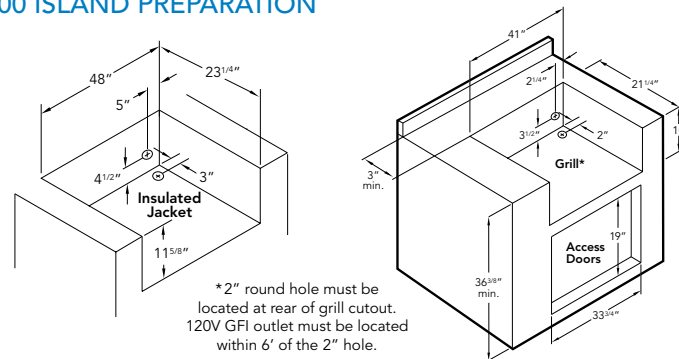 00 ISLAND PREPARATION
48"
23 1/4"
5"
4 1/2"
3"
Insulated
Jacket
11 5/8"
*2" round hole must be
located at rear of grill cutout.
120V GFI outlet must be located
within 6' of the 2" hole.
41"
2 1/4"
21 1/4"
3 1/2"
2"
Grill*
3"
min.
19"
Access
Doors
36 3/8"
min.
33 3/4"